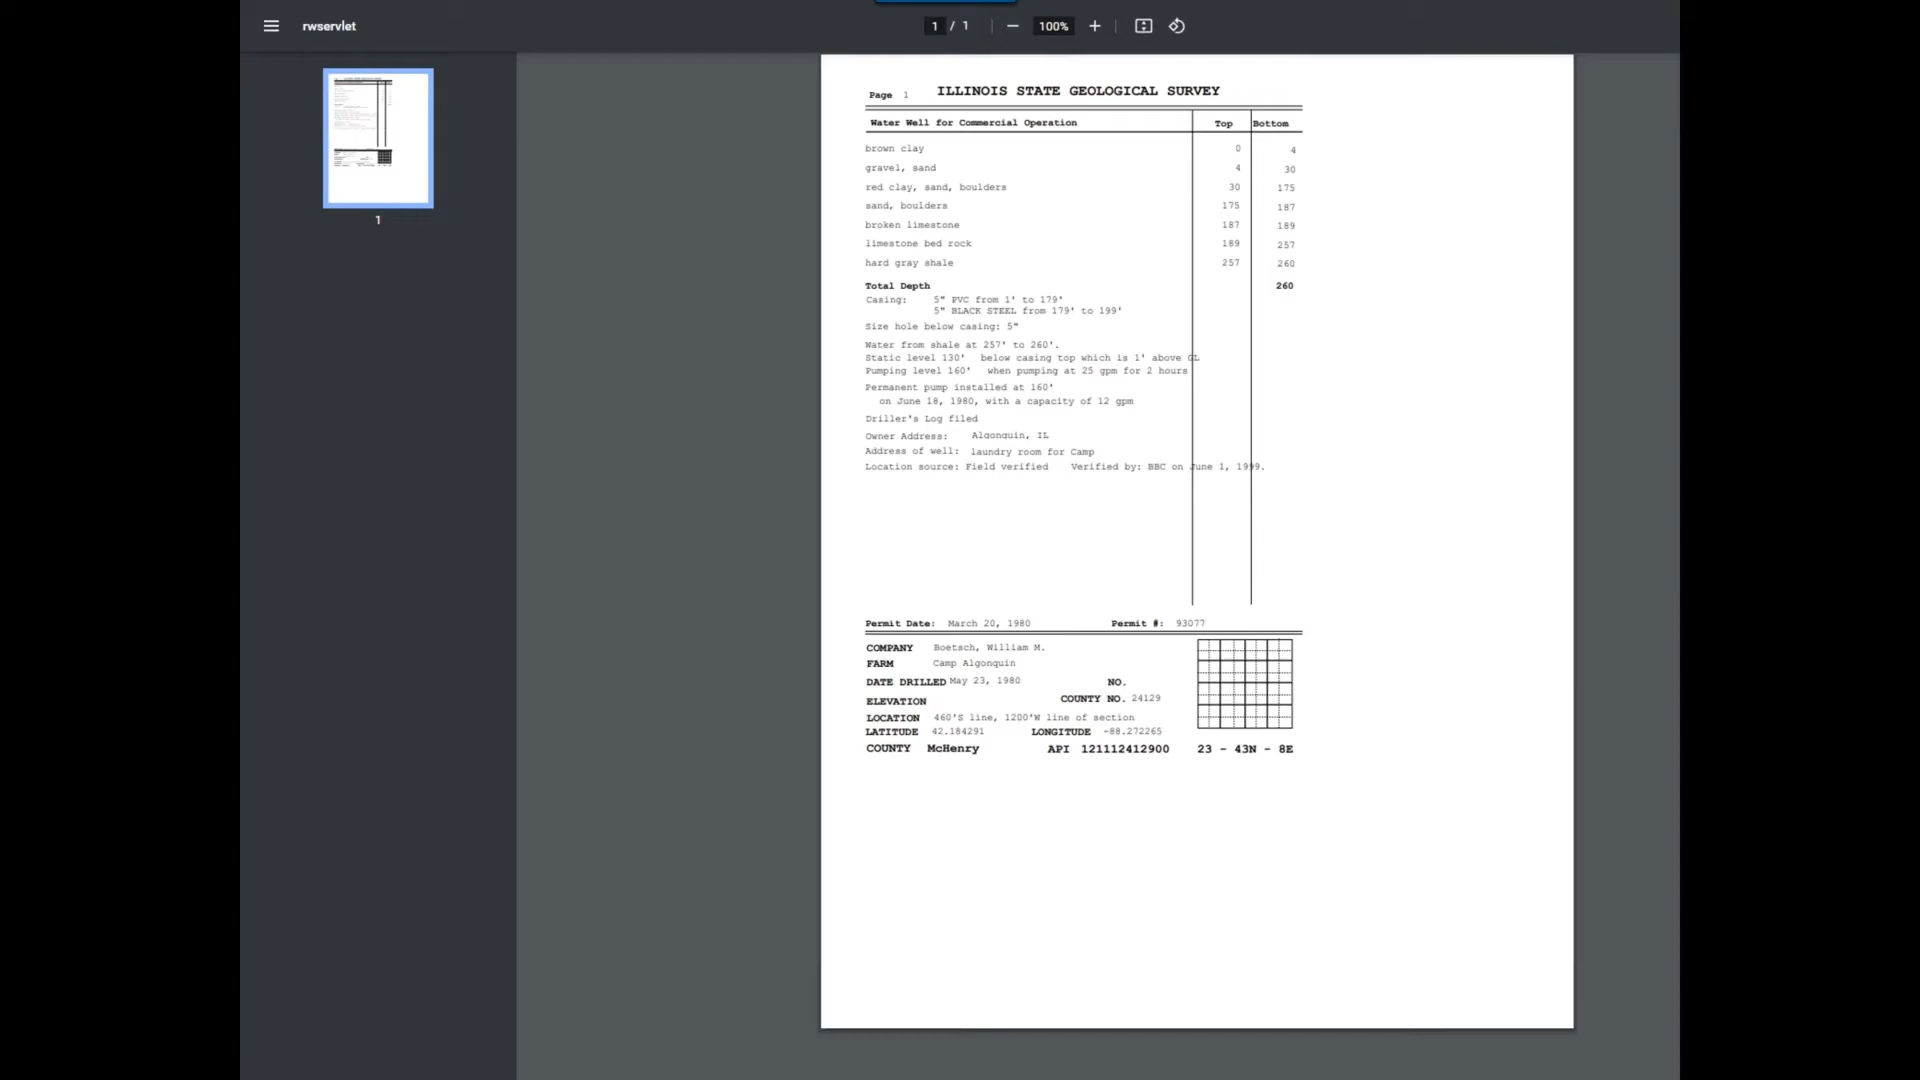 rwservlet
1 / 1
100%
1
Page 1 ILLINOIS STATE GEOLOGICAL SURVEY
Water Well for Commercial Operation Top Bottom
brown clay 0 4
gravel, sand 4 30
red clay, sand, boulders 30 175
sand, boulders 175 187
broken limestone 187 189
limestone bed rock 189 257
hard gray shale 257 260
Total Depth 260
Casing: 5" PVC from 1' to 179'
5" BLACK STEEL from 179' to 199'
Size hole below casing: 5"
Water from shale at 257' to 260'.
Static level 130' below casing top which is 1' above GL
Pumping level 160' when pumping at 25 gpm for 2 hours
Permanent pump installed at 160'
on June 18, 1980, with a capacity of 12 gpm
Driller's Log filed
Owner Address: Algonquin, IL
Address of well: laundry room for Camp
Location source: Field verified Verified by: BBC on June 1, 1999.
Permit Date: March 20, 1980 Permit #: 93077
COMPANY Boetsch, William M.
FARM Camp Algonquin
DATE DRILLED May 23, 1980 NO.
ELEVATION COUNTY NO. 24129
LOCATION 460'S line, 1200'W line of section
LATITUDE 42.184291 LONGITUDE -88.272265
COUNTY McHenry API 121112412900 23 - 43N - 8E